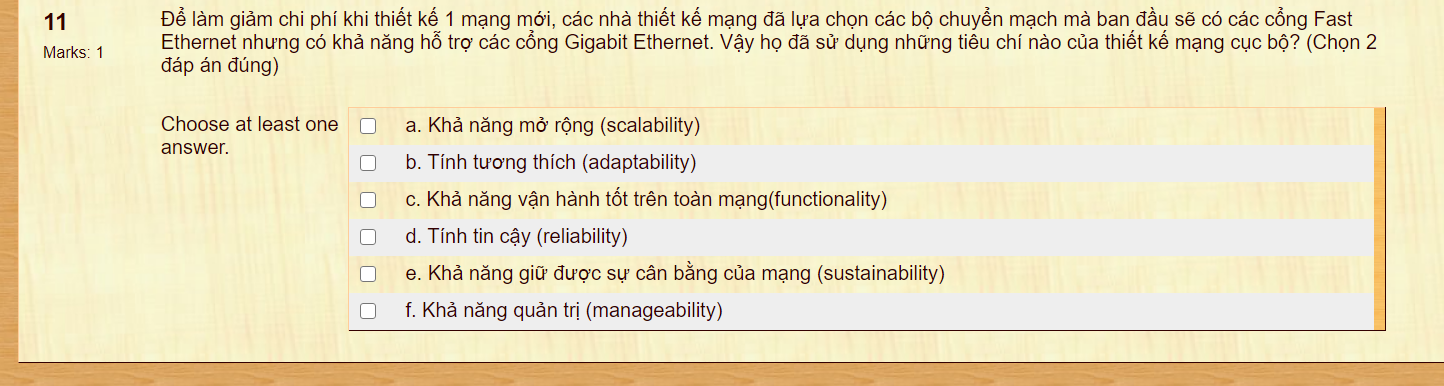 11
Marks: 1
Để làm giảm chi phí khi thiết kế 1 mạng mới, các nhà thiết kế mạng đã lựa chọn các bộ chuyển mạch mà ban đầu sẽ có các cổng Fast
Ethernet nhưng có khả năng hỗ trợ các cổng Gigabit Ethernet. Vậy họ đã sử dụng những tiêu chí nào của thiết kế mạng cục bộ? (Chọn 2
đáp án đúng)
Choose at least one
answer.
a. Khả năng mở rộng (scalability)
b. Tính tương thích (adaptability)
c. Khả năng vận hành tốt trên toàn mạng(functionality)
d. Tính tin cậy (reliability)
e. Khả năng giữ được sự cân bằng của mạng (sustainability)
f. Khả năng quản trị (manageability)